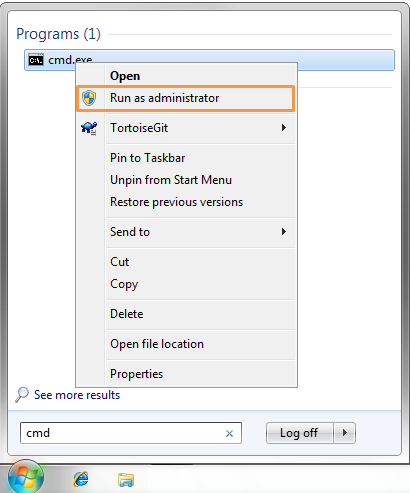 Programs (1)
cmd.exe
Open
Run as administrator
TortoiseGit
Pin to Taskbar
Unpin from Start Menu
Restore previous versions
Send to
Cut
Copy
Delete
Open file location
Properties
See more results
cmd
Log off